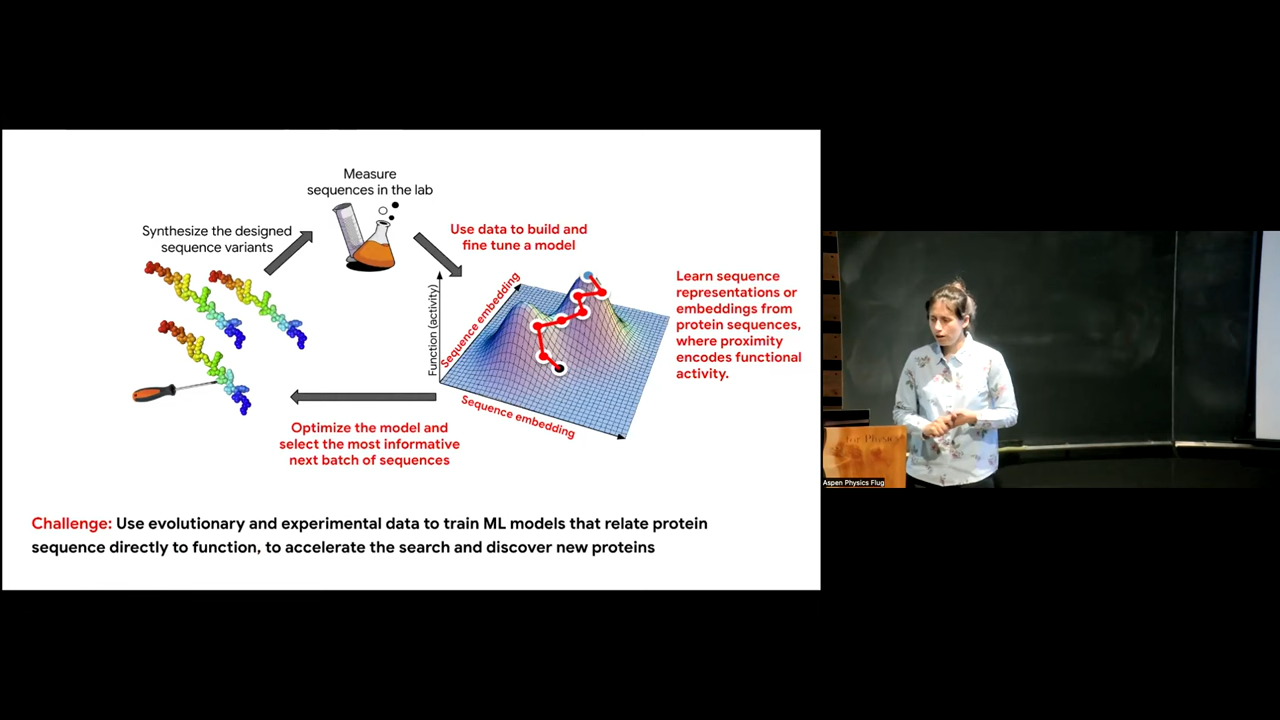 Measure
sequences in the lab
Synthesize the designed
sequence variants
Use data to build and
fine tune a model
Function (activity)
Sequence embedding
Sequence embedding
Learn sequence
representations or
embeddings from
protein sequences,
where proximity
encodes functional
activity.
Optimize the model and
select the most informative
next batch of sequences
Challenge: Use evolutionary and experimental data to train ML models that relate protein
sequence directly to function, to accelerate the search and discover new proteins
for Physics
Aspen Physics Flug